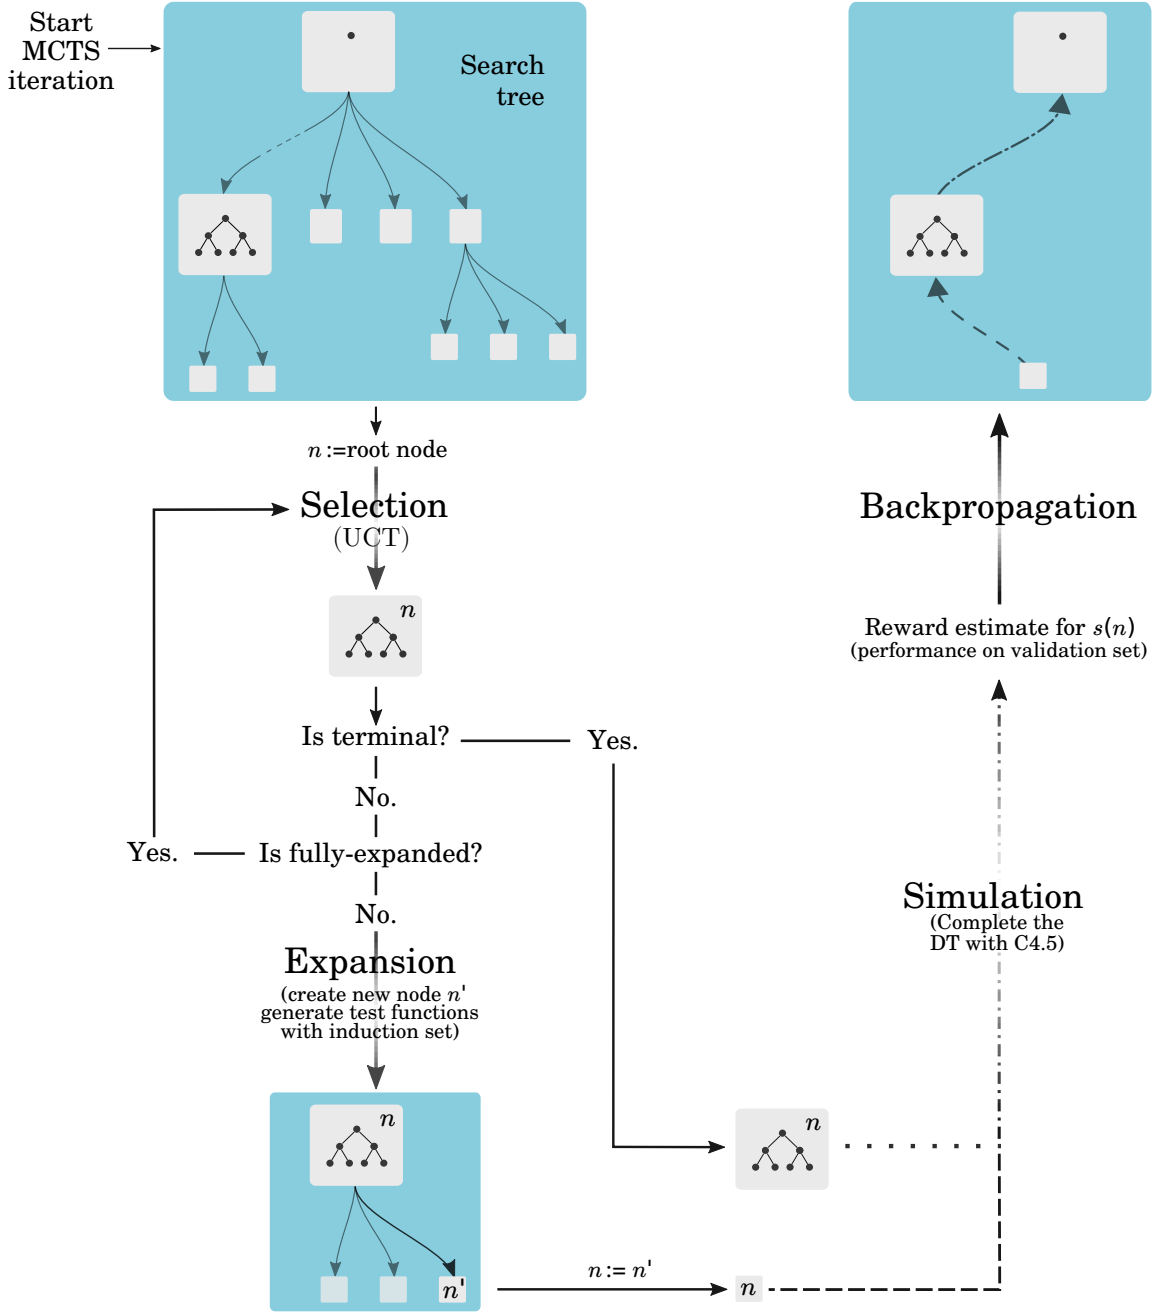 Start
MCTS
iteration
Search
tree
n :=root node
Selection
(UCT)
n
Is terminal?
Yes.
No.
Yes.
Is fully-expanded?
No.
Expansion
(create new node n'
generate test functions
with induction set)
n
n'
n := n'
n
n
Simulation
(Complete the
DT with C4.5)
Reward estimate for s(n)
(performance on validation set)
Backpropagation